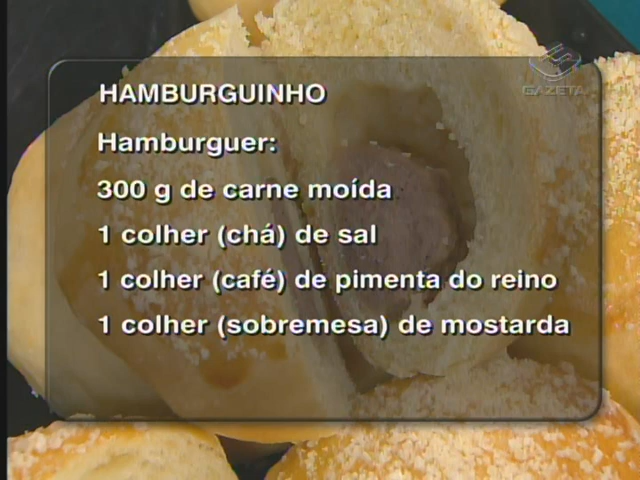 GAZETA
HAMBURGUINHO
Hamburguer:
300 g de carne moída
1 colher (chá) de sal
1 colher (café) de pimenta do reino
1 colher (sobremesa) de mostarda